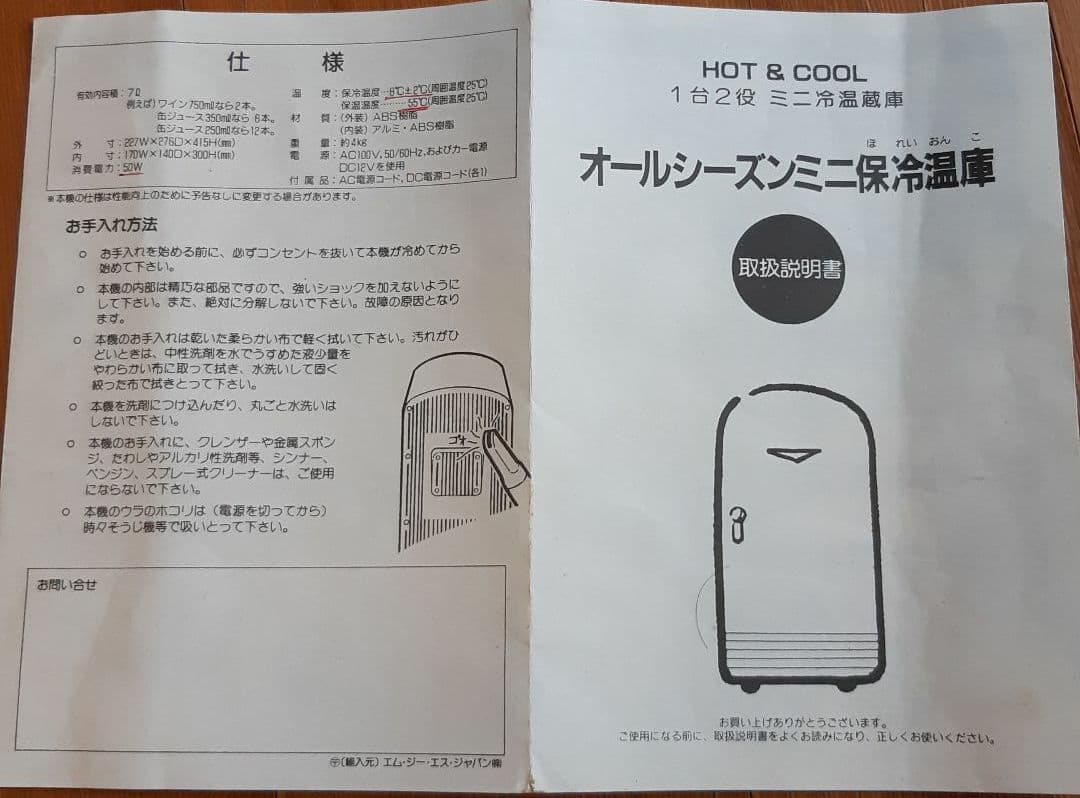 仕様
有効内容積：7ℓ
例えば）ワイン750mℓなら2本。
缶ジュース350mℓなら 6本。
缶ジュース250mℓなら12本。
外寸：227W×276D×415H(mm)
内寸：170W×140D×300H(mm)
消費電力：50W
温度：保冷温度…8℃±2℃(周囲温度25℃)
保温温度………55℃(周囲温度25℃)
材質：(外装) ABS樹脂
(内装) アルミ・ABS樹脂
重量：約4kg
電源：AC100V, 50/60Hz, およびカー電源
DC12Vを使用
付属品：AC電源コード, DC電源コード(各1)
※本機の仕様は性能向上のために予告なしに変更する場合があります。
お手入れ方法
○ お手入れを始める前に、必ずコンセントを抜いて本機が冷めてから
始めて下さい。
○ 本機の内部は精巧な部品ですので、強いショックを加えないように
して下さい。また、絶対に分解しないで下さい。故障の原因となり
ます。
○ 本機のお手入れは乾いた柔らかい布で軽く拭いて下さい。汚れがひ
どいときは、中性洗剤を水でうすめた液少量を
やわらかい布に取って拭き、水洗いして固く
絞った布で拭きとって下さい。
○ 本機を洗剤につけ込んだり、丸ごと水洗いは
しないで下さい。
○ 本機のお手入れに、クレンザーや金属スポン
ジ、たわしやアルカリ性洗剤等、シンナー、
ベンジン、スプレー式クリーナーは、ご使用
にならないで下さい。
○ 本機のウラのホコリは（電源を切ってから）
時々そうじ機等で吸いとって下さい。
ゴオー
お問い合せ
(輸入元) エム・ジー・エス・ジャパン㈱
HOT & COOL
1台2役 ミニ冷温蔵庫
ほれいおんこ
オールシーズンミニ保冷温庫
取扱説明書
お買い上げありがとうございます。
ご使用になる前に、取扱説明書をよくお読みになり、正しくお使いください。